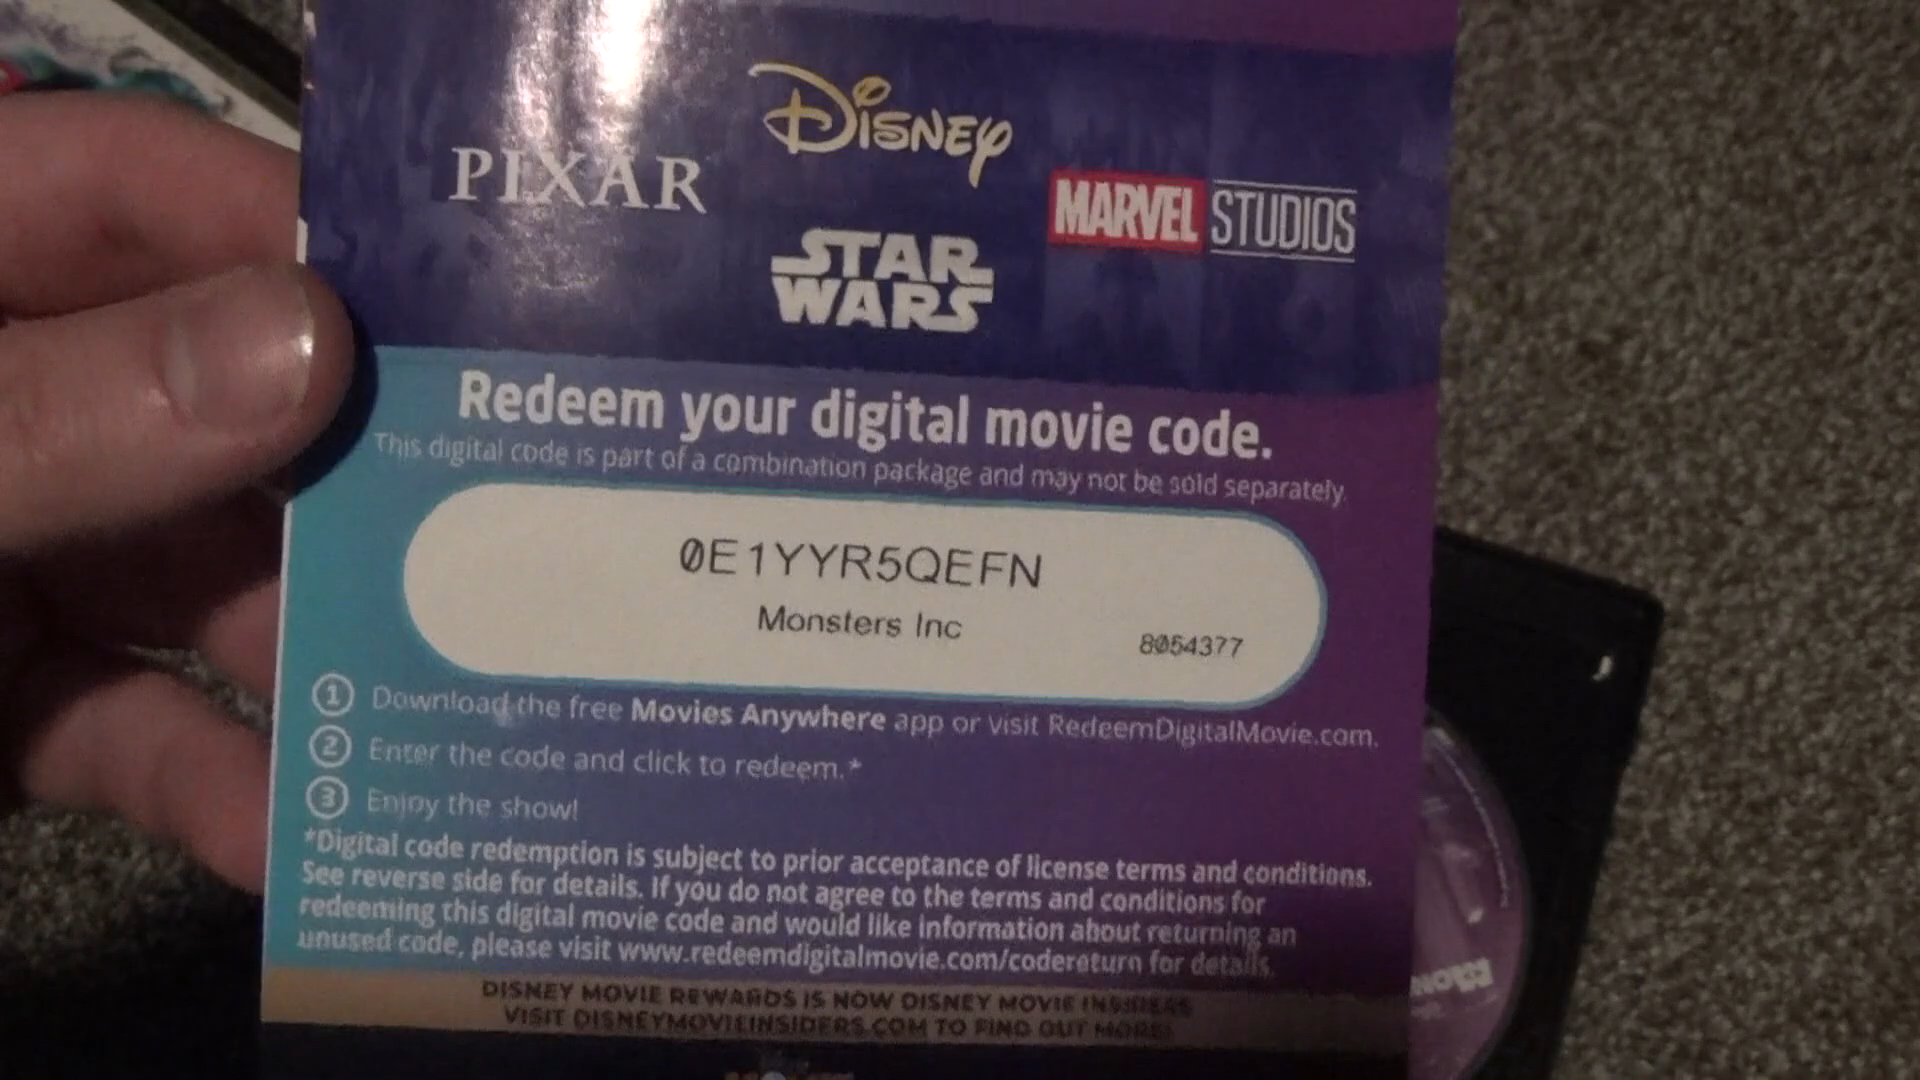 DISNEY
PIXAR
MARVEL STUDIOS
STAR
WARS
Redeem your digital movie code.
This digital code is part of a combination package and may not be sold separately.
0E1YYR5QEFN
Monsters Inc
8054377
1 Download the free Movies Anywhere app or visit RedeemDigitalMovie.com.
2 Enter the code and click to redeem.*
3 Enjoy the show!
*Digital code redemption is subject to prior acceptance of license terms and conditions.
See reverse side for details. If you do not agree to the terms and conditions for
redeeming this digital movie code and would like information about returning an
unused code, please visit www.redeemdigitalmovie.com/codereturn for details.
DISNEY MOVIE REWARDS IS NOW DISNEY MOVIE INSIDERS
VISIT DISNEYMOVIEINSIDERS.COM TO FIND OUT MORE!